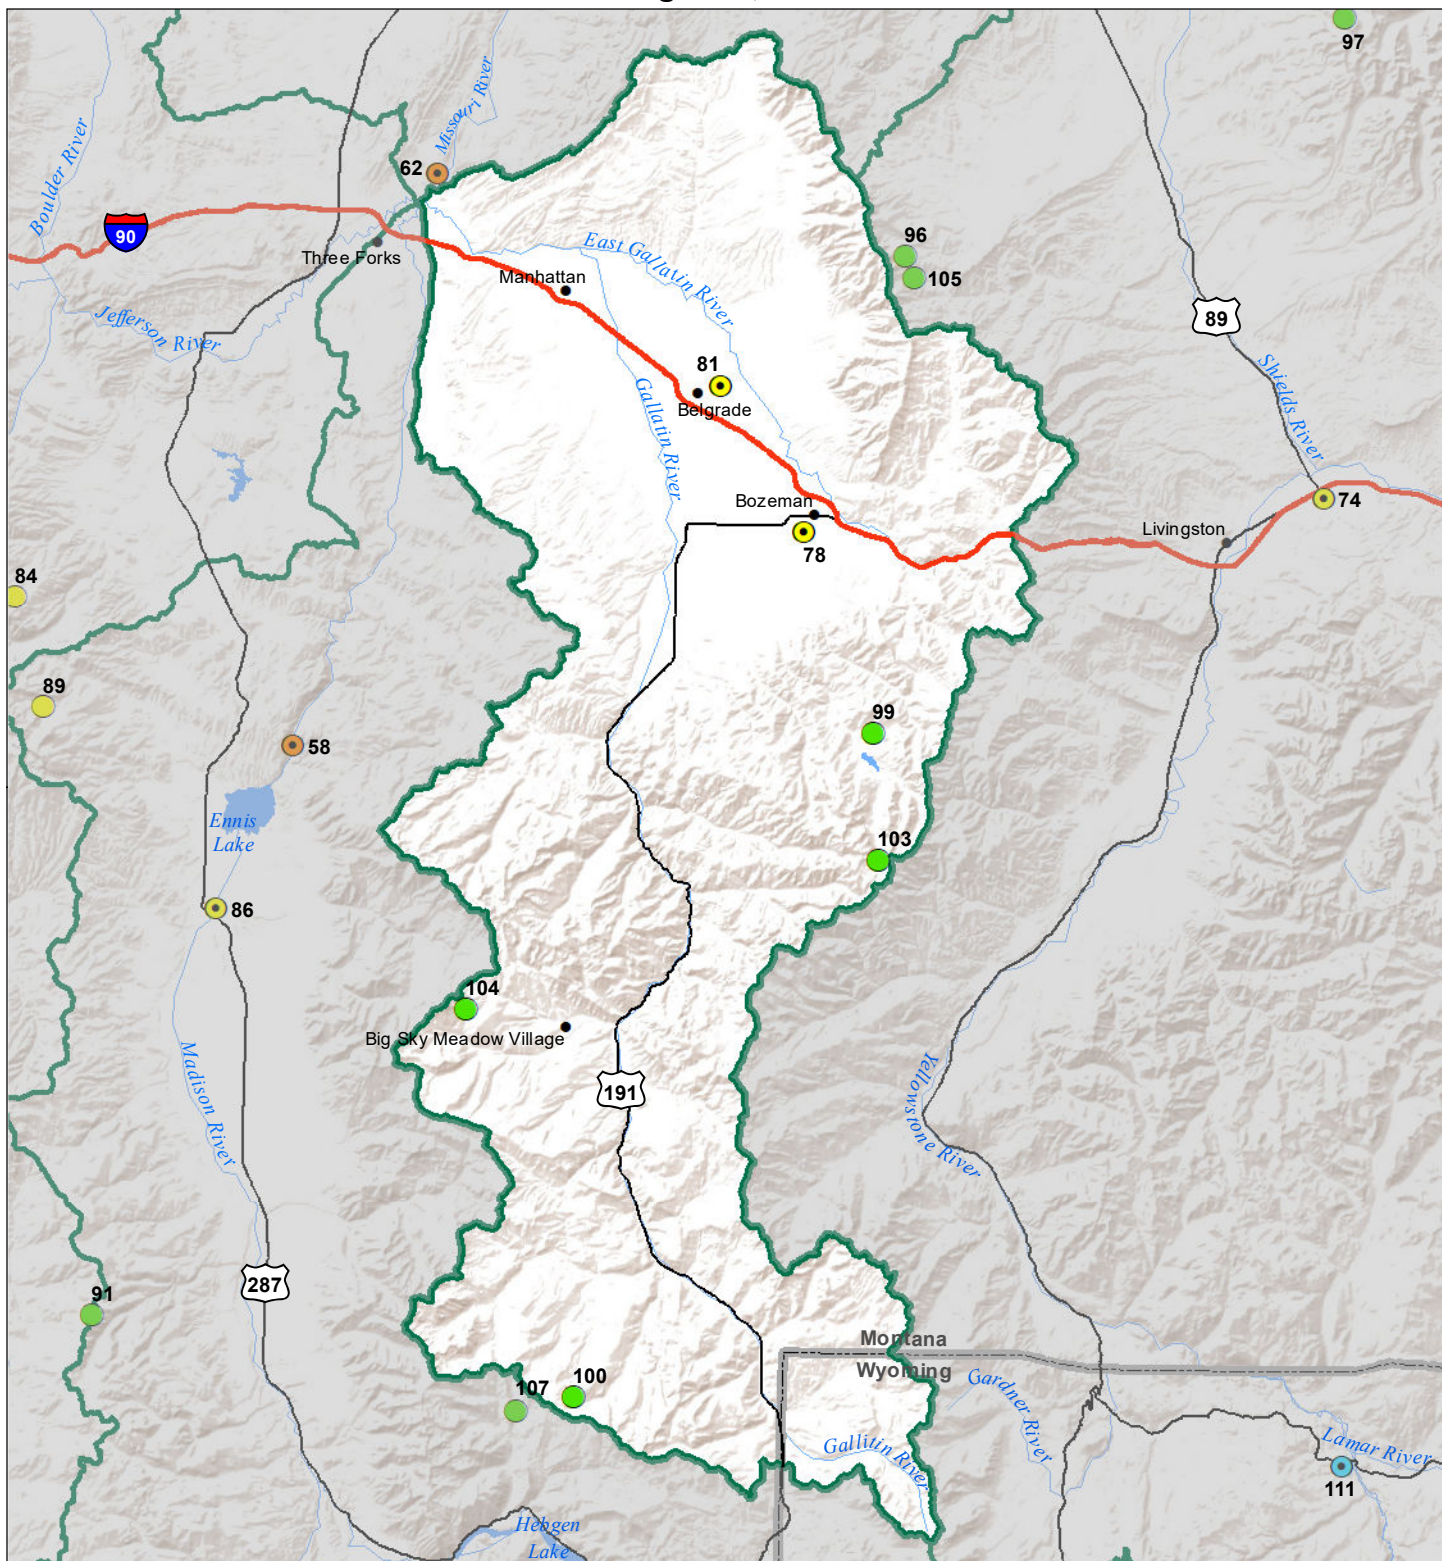 97
Missouri River
Boulder River
62
90
Three Forks
Manhattan
East Gallatin River
96
105
89
Jefferson River
81
Belgrade
Gallatin River
Shields River
Bozeman
78
Livingston
74
84
89
58
99
Ennis
Lake
103
86
104
Big Sky Meadow Village
191
Madison River
Yellowstone River
287
91
Montana
Wyoming
107
100
Gardner River
Gallitin River
Lamar River
111
Hebgen
Lake